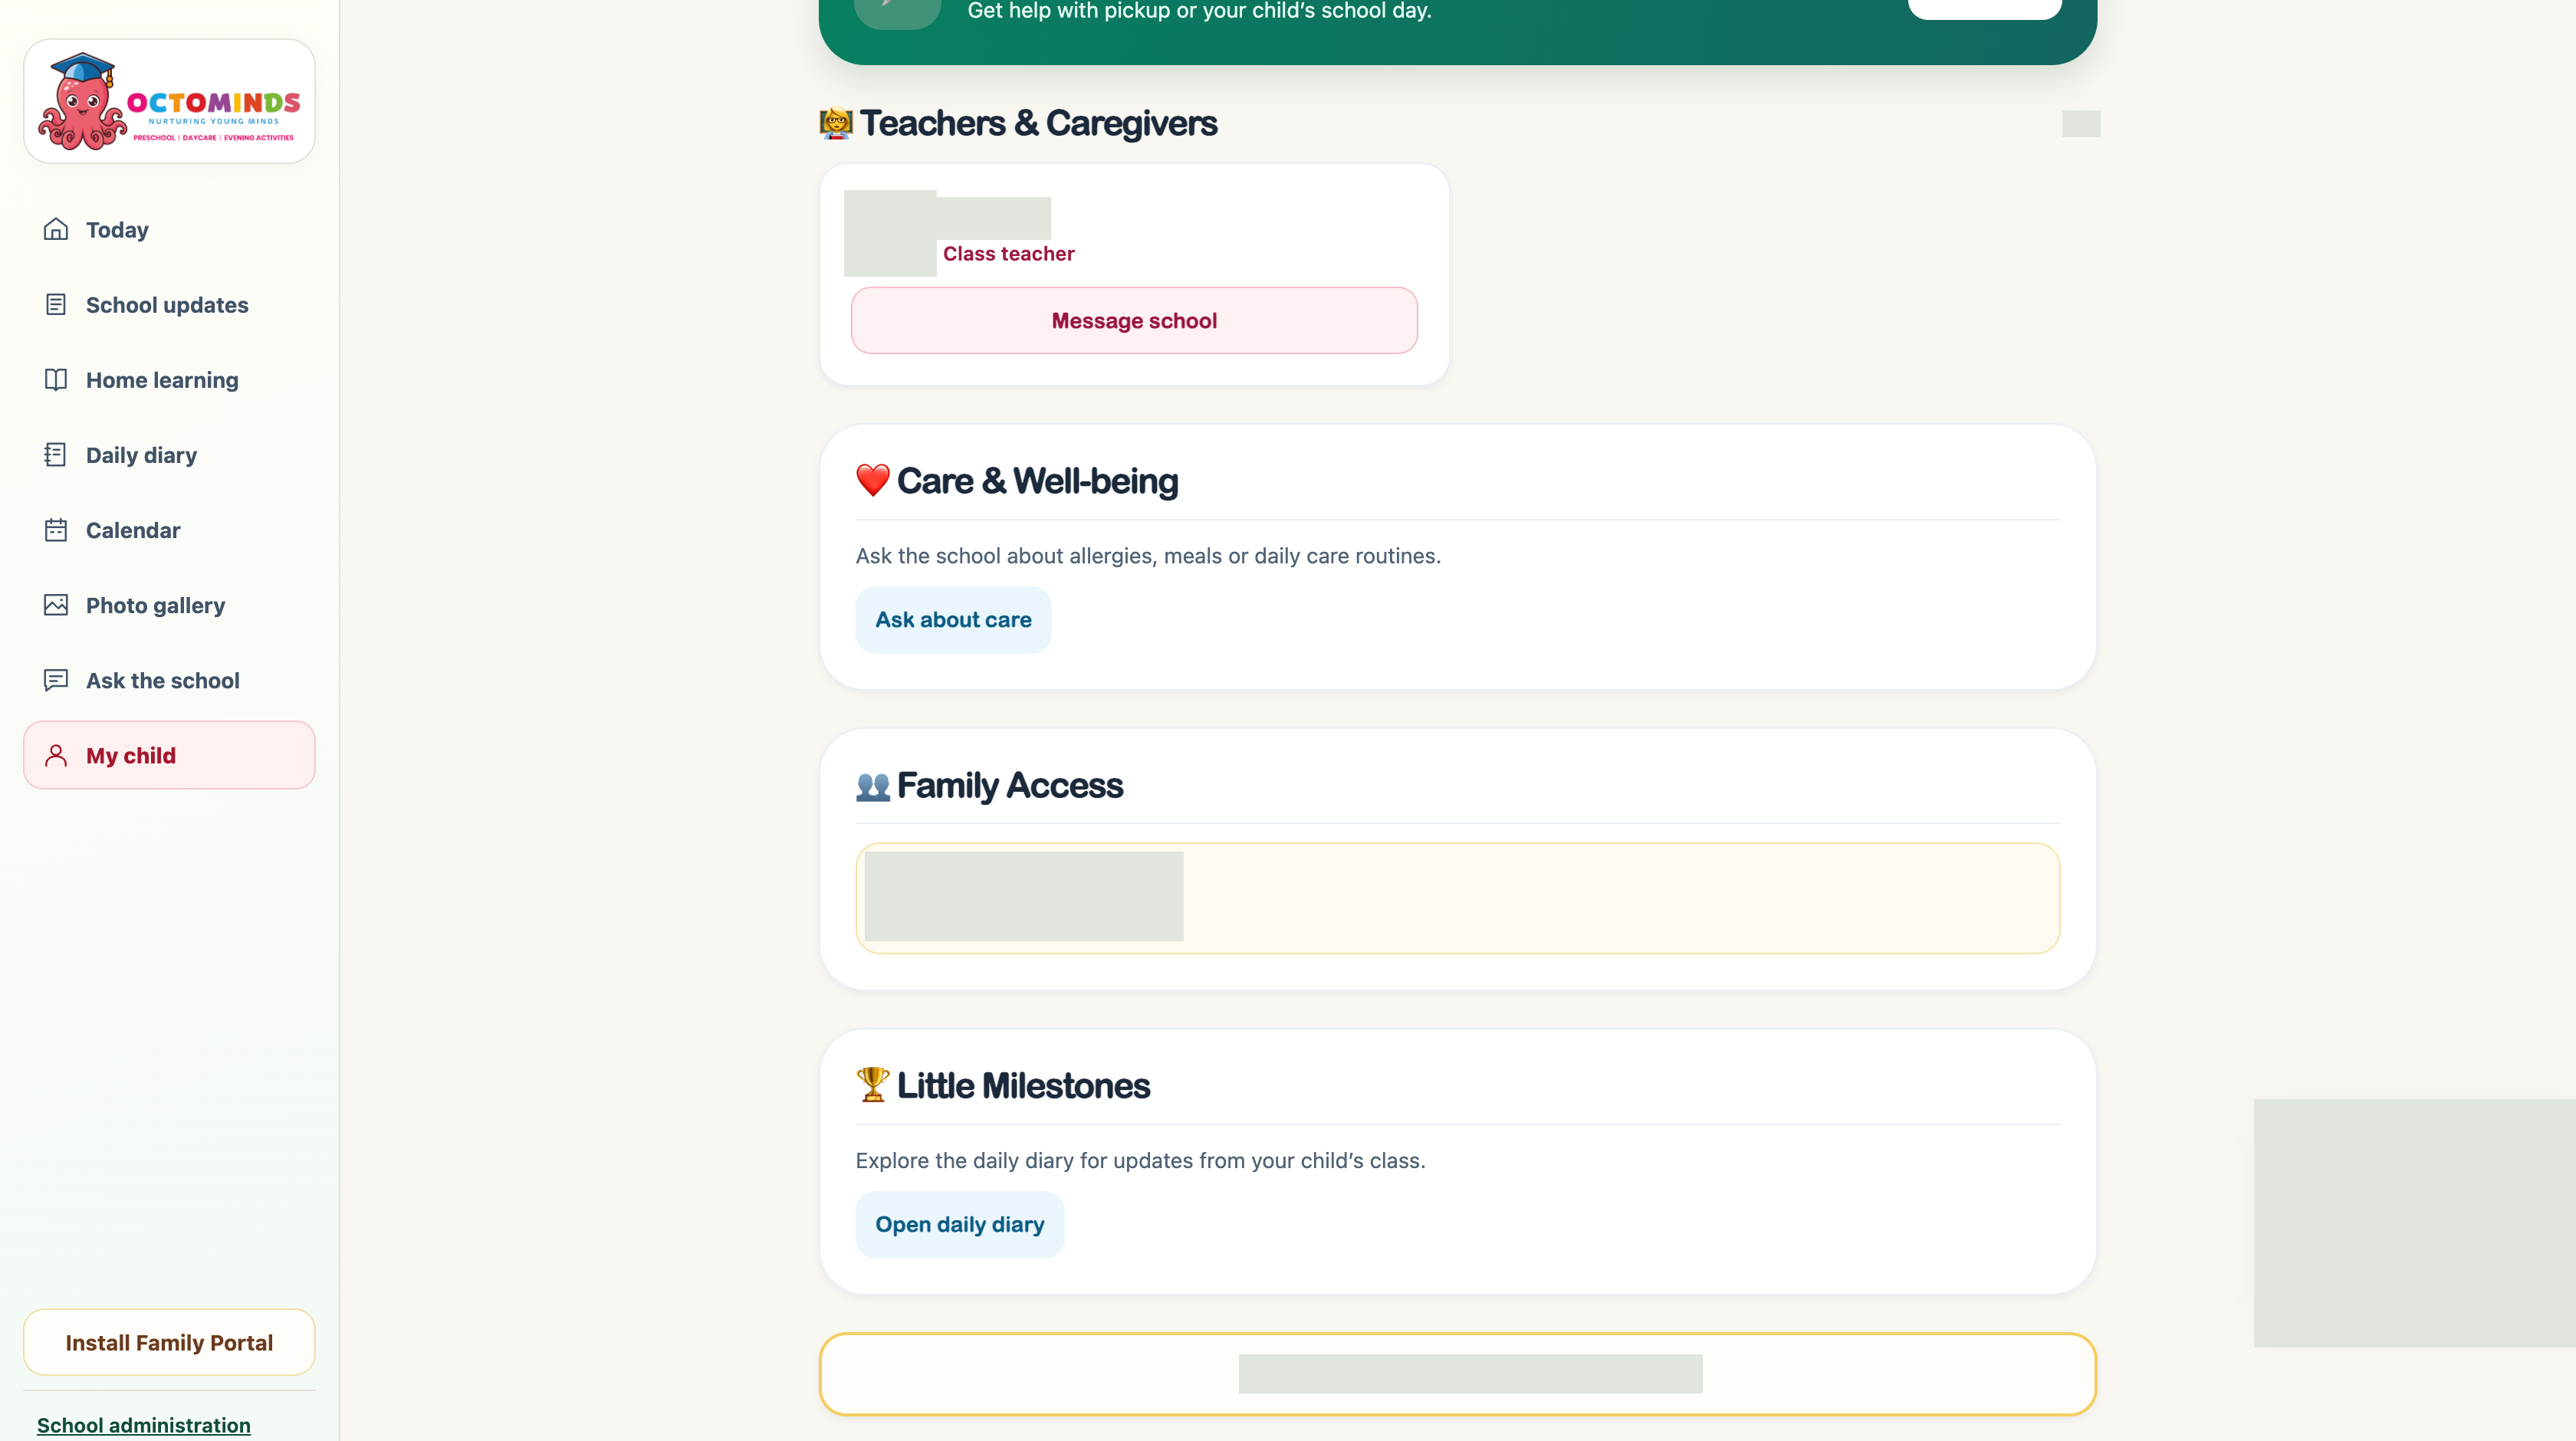 OCTOMINDS
NURTURING YOUNG MINDS
PRESCHOOL | DAYCARE | EVENING ACTIVITIES
Today
School updates
Home learning
Daily diary
Calendar
Photo gallery
Ask the school
My child
Install Family Portal
School administration
Get help with pickup or your child’s school day.
Teachers & Caregivers
Class teacher
Message school
Care & Well-being
Ask the school about allergies, meals or daily care routines.
Ask about care
Family Access
Little Milestones
Explore the daily diary for updates from your child’s class.
Open daily diary